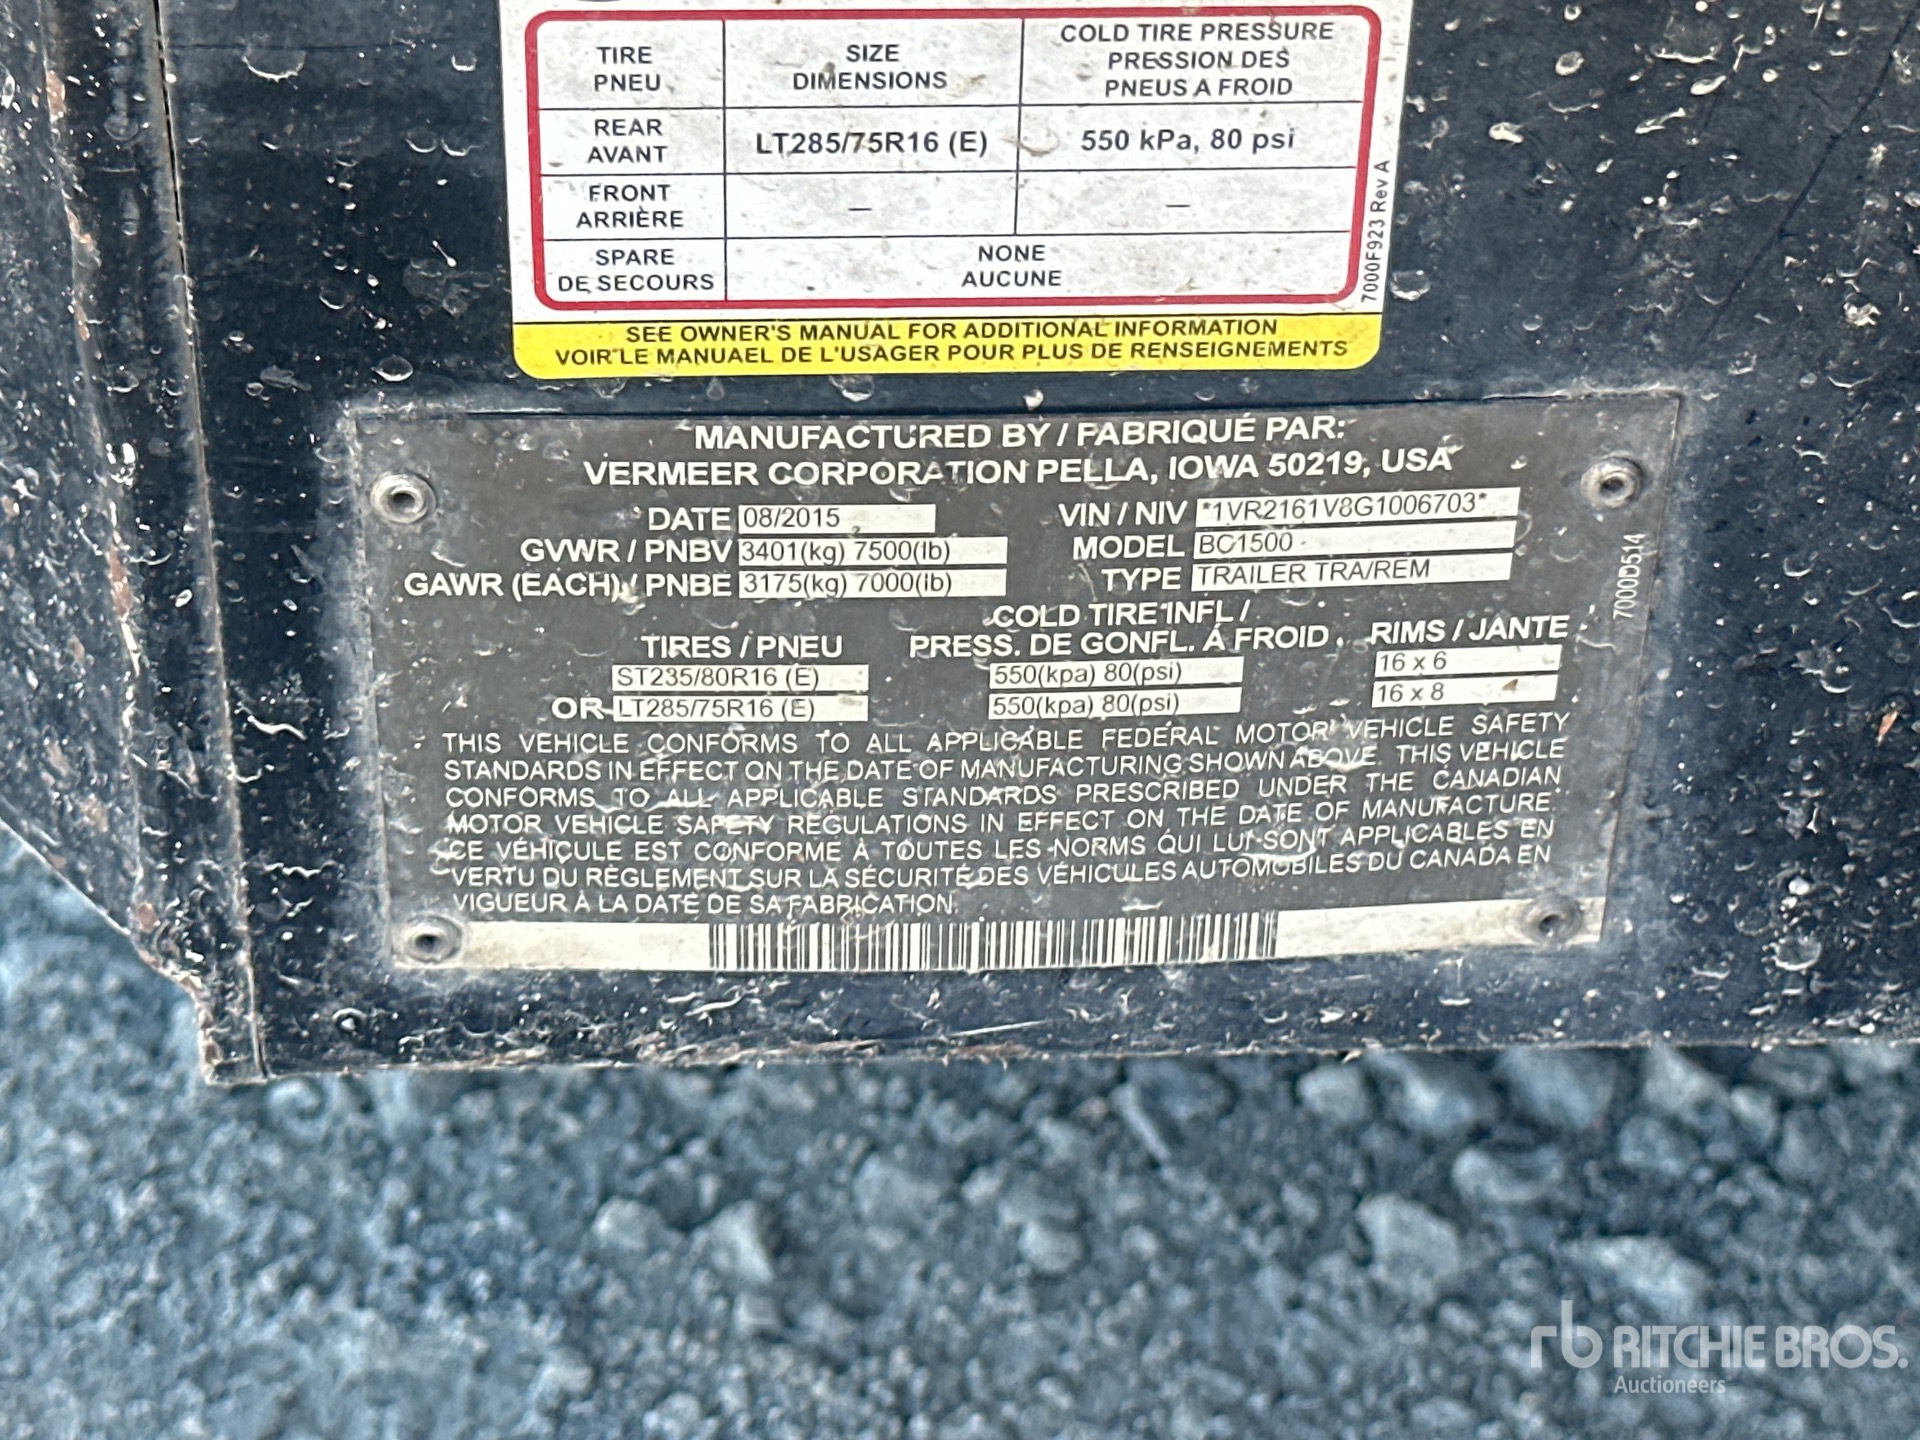 TIRE
PNEU
SIZE
DIMENSIONS
COLD TIRE PRESSURE
PRESSION DES
PNEUS A FROID
REAR
AVANT
LT285/75R16 (E)
550 kPa, 80 psi
FRONT
ARRIÈRE
—
—
SPARE
DE SECOURS
NONE
AUCUNE
7000F923 Rev A
SEE OWNER'S MANUAL FOR ADDITIONAL INFORMATION
VOIR LE MANUAEL DE L'USAGER POUR PLUS DE RENSEIGNEMENTS
MANUFACTURED BY / FABRIQUÉ PAR:
VERMEER CORPORATION PELLA, IOWA 50219, USA
DATE 08/2015
VIN / NIV *1VR2161V8G1006703*
GVWR / PNBV 3401(kg) 7500(lb)
MODEL BC1500
GAWR (EACH) / PNBE 3175(kg) 7000(lb)
TYPE TRAILER TRA/REM
7000D514
TIRES / PNEU
COLD TIRE INFL /
PRESS. DE GONFL. À FROID
RIMS / JANTE
ST235/80R16 (E) 550(kpa) 80(psi) 16 x 6
OR LT285/75R16 (E) 550(kpa) 80(psi) 16 x 8
THIS VEHICLE CONFORMS TO ALL APPLICABLE FEDERAL MOTOR VEHICLE SAFETY
STANDARDS IN EFFECT ON THE DATE OF MANUFACTURING SHOWN ABOVE. THIS VEHICLE
CONFORMS TO ALL APPLICABLE STANDARDS PRESCRIBED UNDER THE CANADIAN
MOTOR VEHICLE SAFETY REGULATIONS IN EFFECT ON THE DATE OF MANUFACTURE.
CE VÉHICULE EST CONFORME À TOUTES LES NORMS QUI LUI SONT APPLICABLES EN
VERTU DU RÈGLEMENT SUR LA SÉCURITÉ DES VÉHICULES AUTOMOBILES DU CANADA EN
VIGUEUR À LA DATE DE SA FABRICATION
rb RITCHIE BROS.
Auctioneers